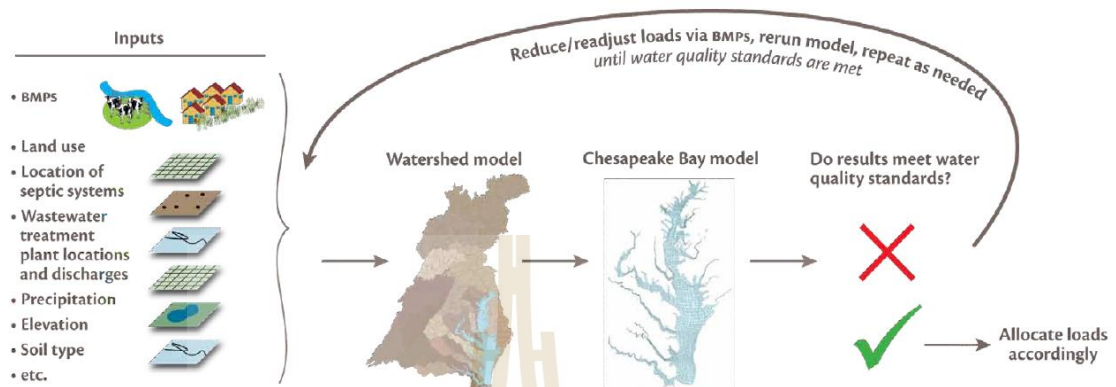 Inputs
• BMPS
• Land use
• Location of
septic systems
• Wastewater
treatment
plant locations
and discharges
• Precipitation
• Elevation
• Soil type
• etc.
Reduce/readjust loads via BMPs, rerun model, repeat as needed
until water quality standards are met
Watershed model
Chesapeake Bay model
Do results meet water
quality standards?
Allocate loads
accordingly